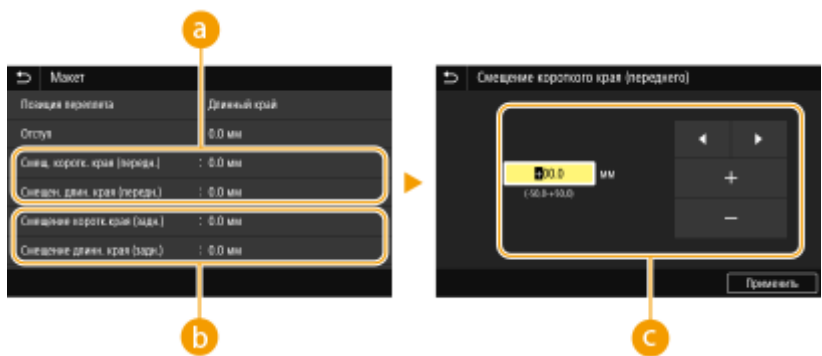 a
Макет
Позиция переплета Длинный край
Отступ 0.0 мм
Смещ. коротк. края (передн.) : 0.0 мм
Смещен. длин. края (передн.) : 0.0 мм
Смещение коротк.края (задн.) : 0.0 мм
Смещение длинн. края (задн.) : 0.0 мм
b
Смещение короткого края (переднего)
+00.0 мм
(-50.0-+50.0)
+
−
Применить
c